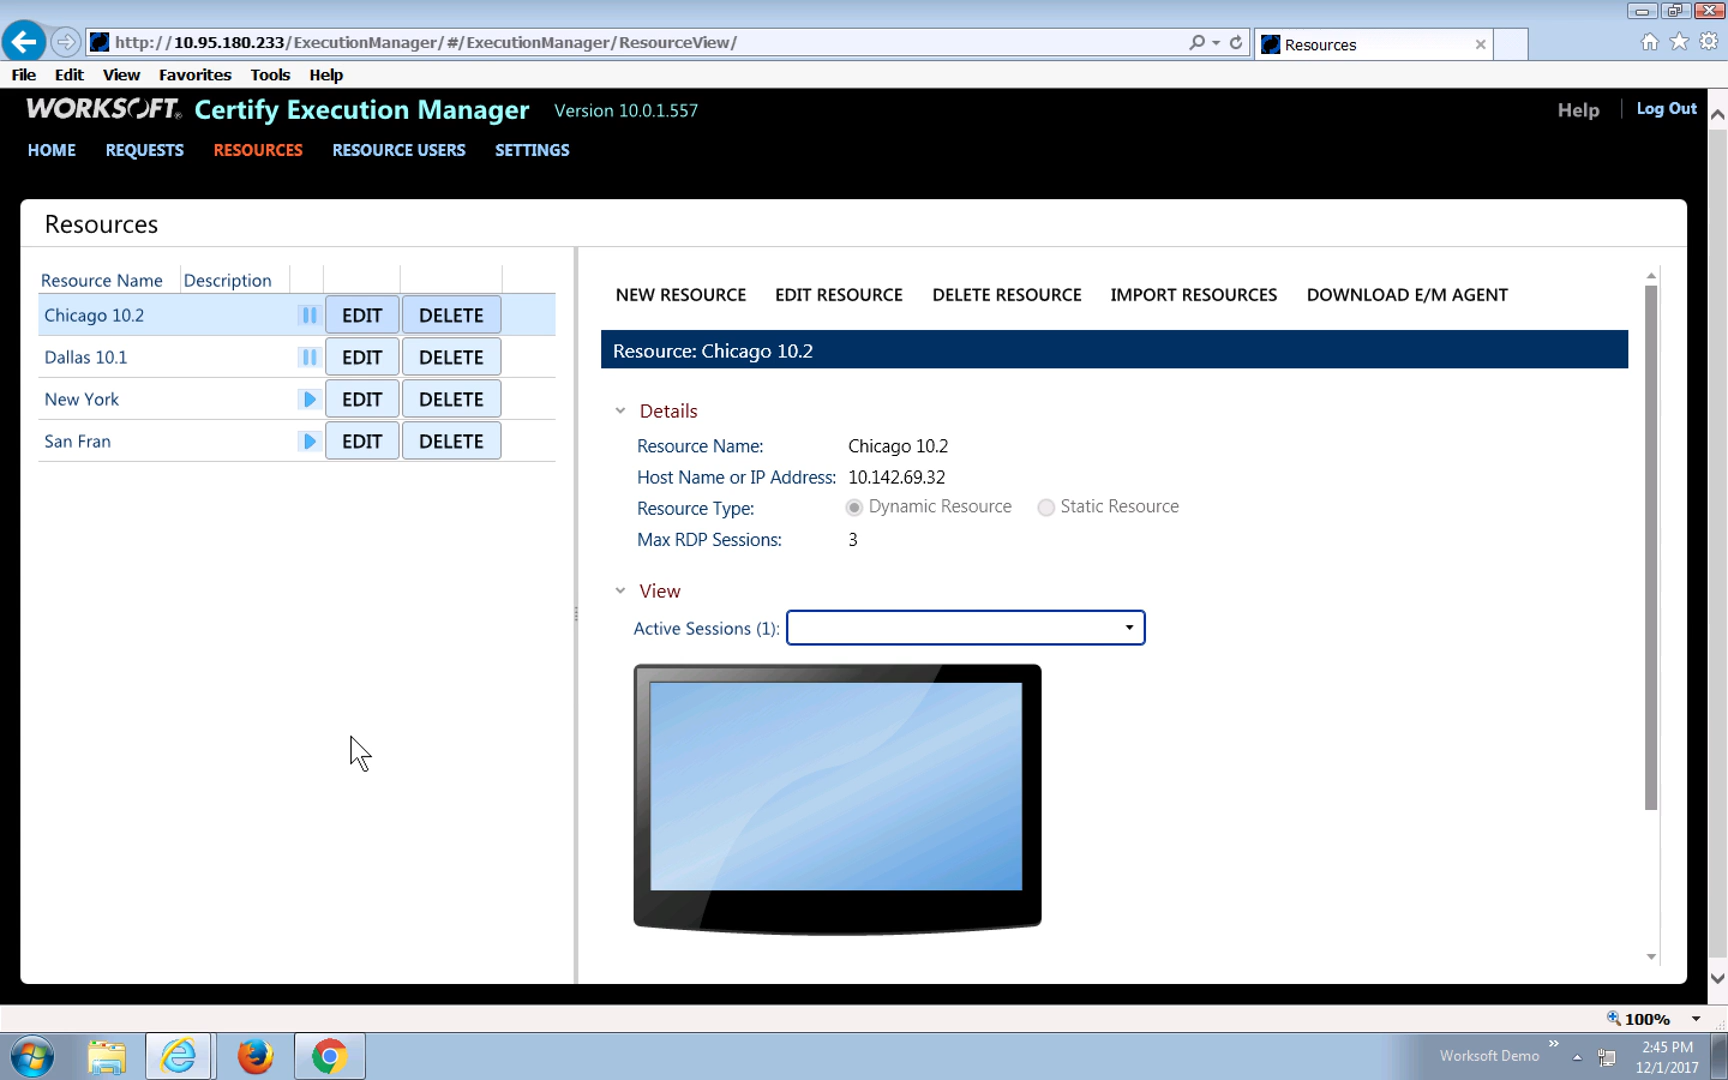 http://10.95.180.233/ExecutionManager/#/ExecutionManager/ResourceView/
Resources
File Edit View Favorites Tools Help
WORKSOFT® Certify Execution Manager Version 10.0.1.557
Help Log Out
HOME REQUESTS RESOURCES RESOURCE USERS SETTINGS
Resources
Resource Name Description
Chicago 10.2 EDIT DELETE
Dallas 10.1 EDIT DELETE
New York EDIT DELETE
San Fran EDIT DELETE
NEW RESOURCE EDIT RESOURCE DELETE RESOURCE IMPORT RESOURCES DOWNLOAD E/M AGENT
Resource: Chicago 10.2
Details
Resource Name: Chicago 10.2
Host Name or IP Address: 10.142.69.32
Resource Type: Dynamic Resource Static Resource
Max RDP Sessions: 3
View
Active Sessions (1):
100%
Worksoft Demo
2:45 PM
12/1/2017